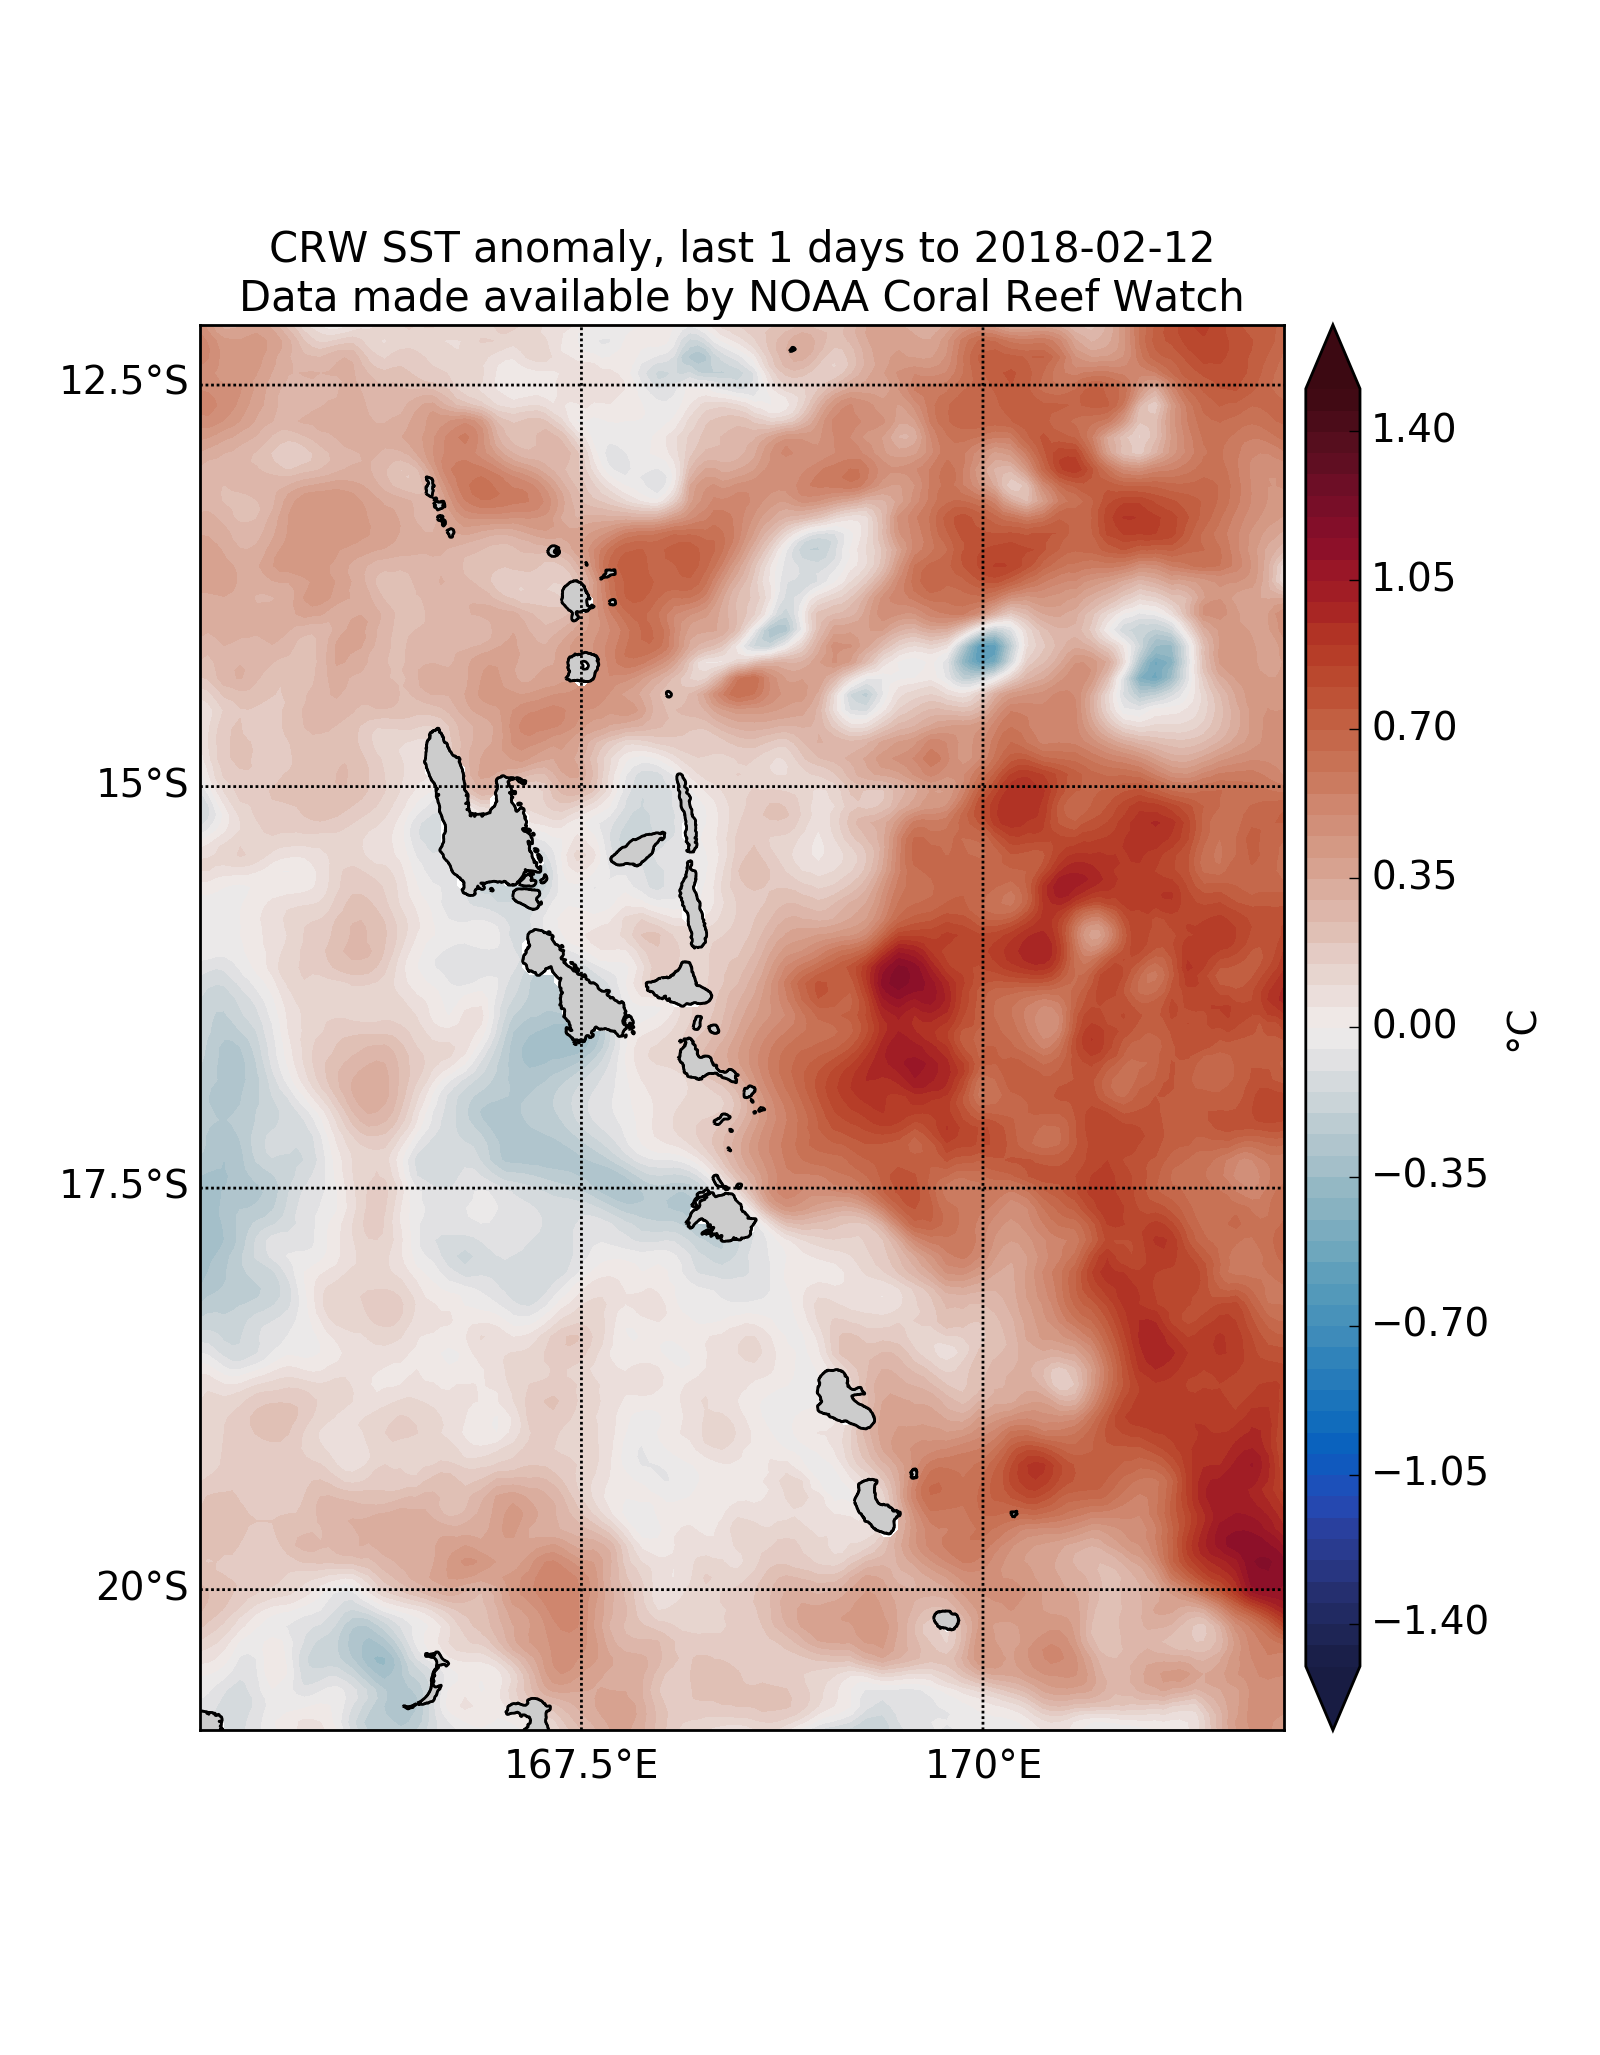 CRW SST anomaly, last 1 days to 2018-02-12
Data made available by NOAA Coral Reef Watch
12.5°S
15°S
17.5°S
20°S
167.5°E
170°E
1.40
1.05
0.70
0.35
0.00
−0.35
−0.70
−1.05
−1.40
°C